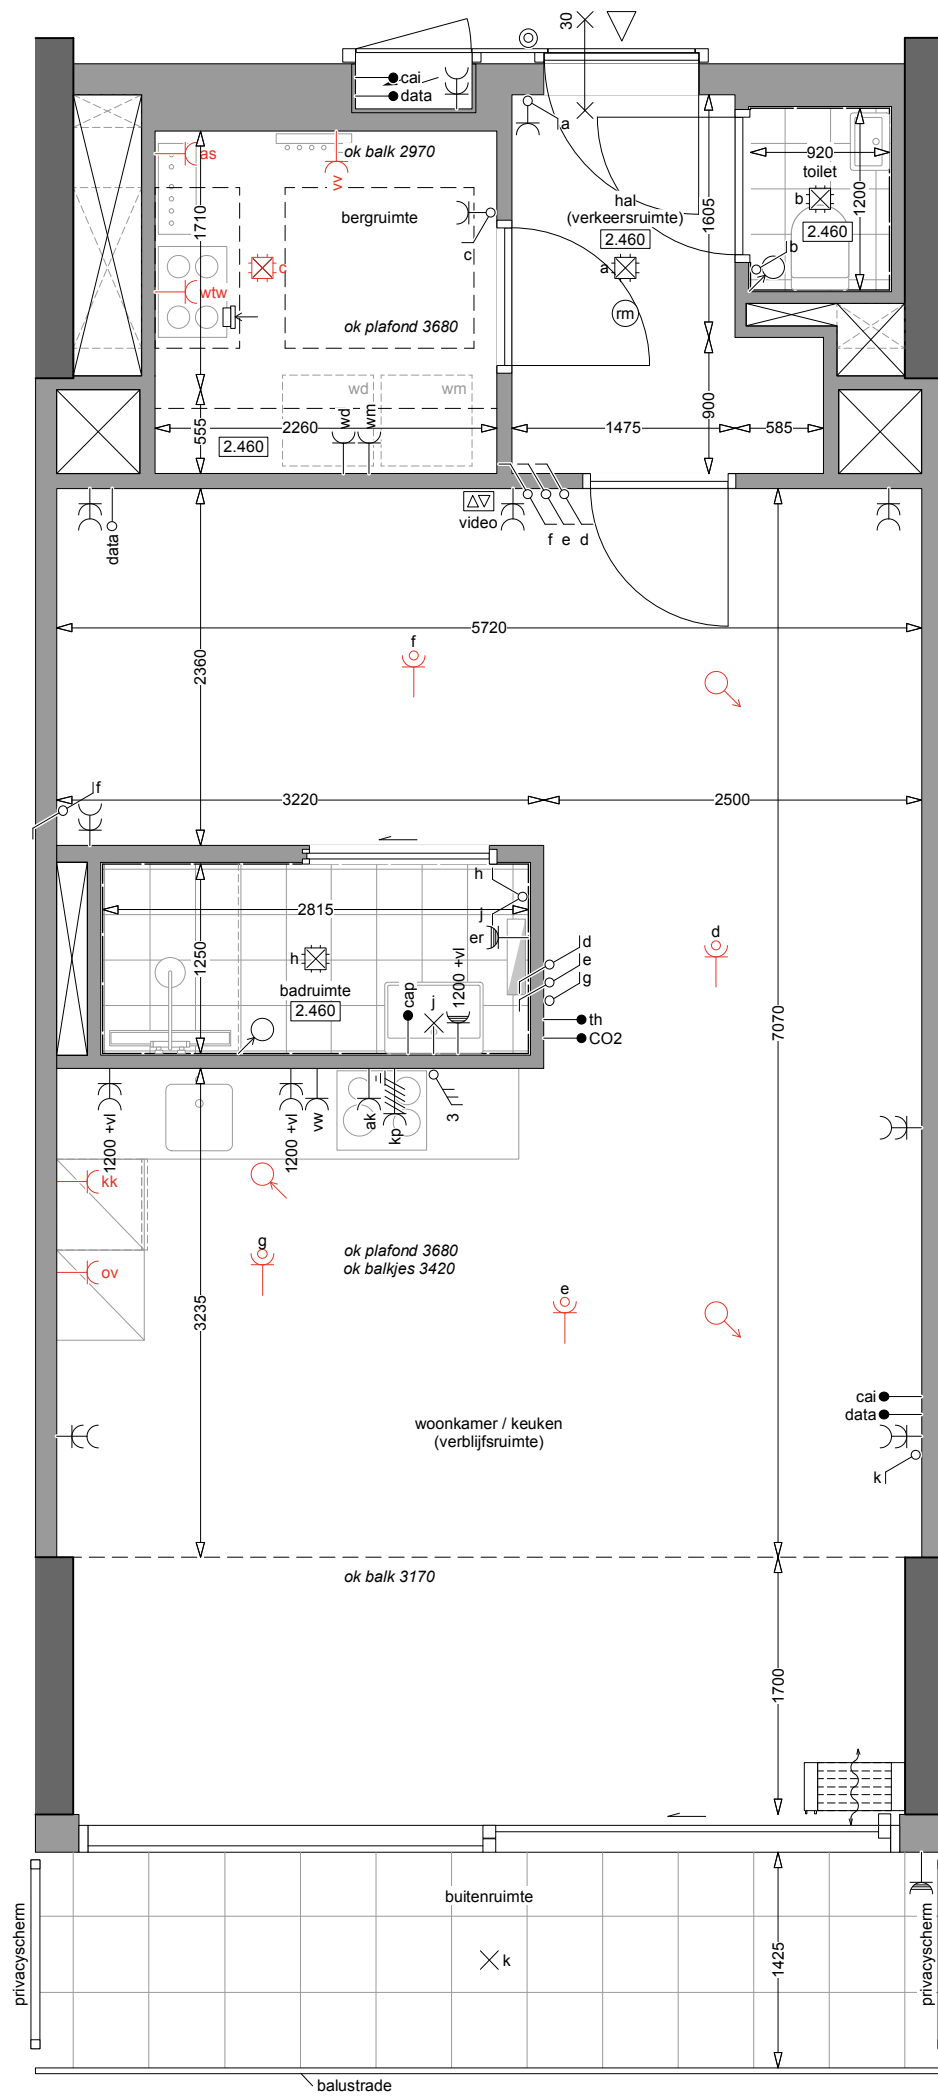 30
cai
data
a
as
ok balk 2970
vv
920
toilet
b
1200
2.460
b
1710
bergruimte
hal
(verkeersruimte)
2.460
1605
c
c
a
wtw
rm
ok plafond 3680
wd
wm
555
2260
wd
wm
2.460
900
1475
585
video
data
f
e
d
5720
2360
f
f
3220
2500
h
2815
j
er
d
1250
h
badruimte
2.460
cap
j
1200 +vl
d
e
g
th
CO2
7070
1200 +vl
1200 +vl
vw
ak
kp
3
kk
g
ok plafond 3680
ok balkjes 3420
ov
e
3235
cai
data
woonkamer / keuken
(verblijfsruimte)
k
ok balk 3170
1700
buitenruimte
privacyscherm
k
1425
privacyscherm
balustrade